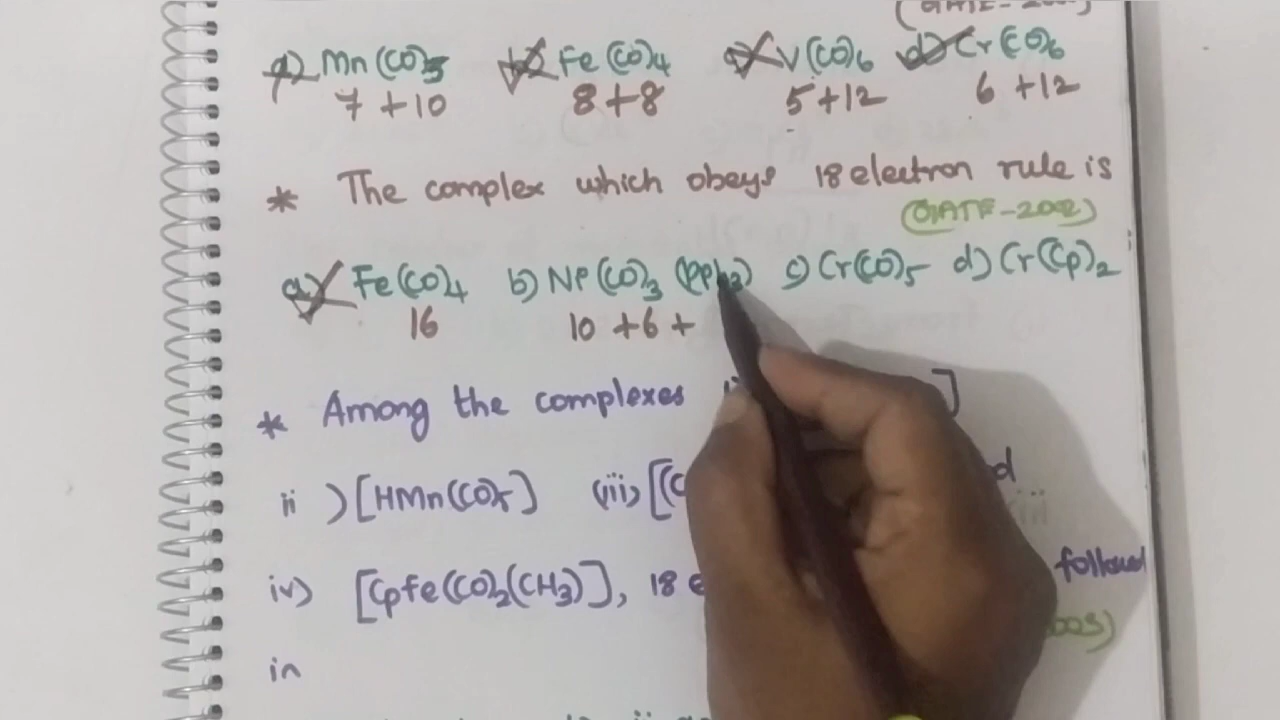 a) Mn(CO)5 b) Fe(CO)4 c) V(CO)6 d) Cr(CO)6
7 +10 8+8 5+12 6 +12
* The complex which obeys 18 electron rule is
(GATE-2002)
a) Fe(CO)4 b) Ni(CO)3 (PPh3) c) Cr(CO)5 d) Cr(Cp)2
16 10 +6 +
* Among the complexes ]
ii ) [HMn(CO)5] (iii) [(C
iv) [CpFe(CO)2(CH3)], 18 e followed
in